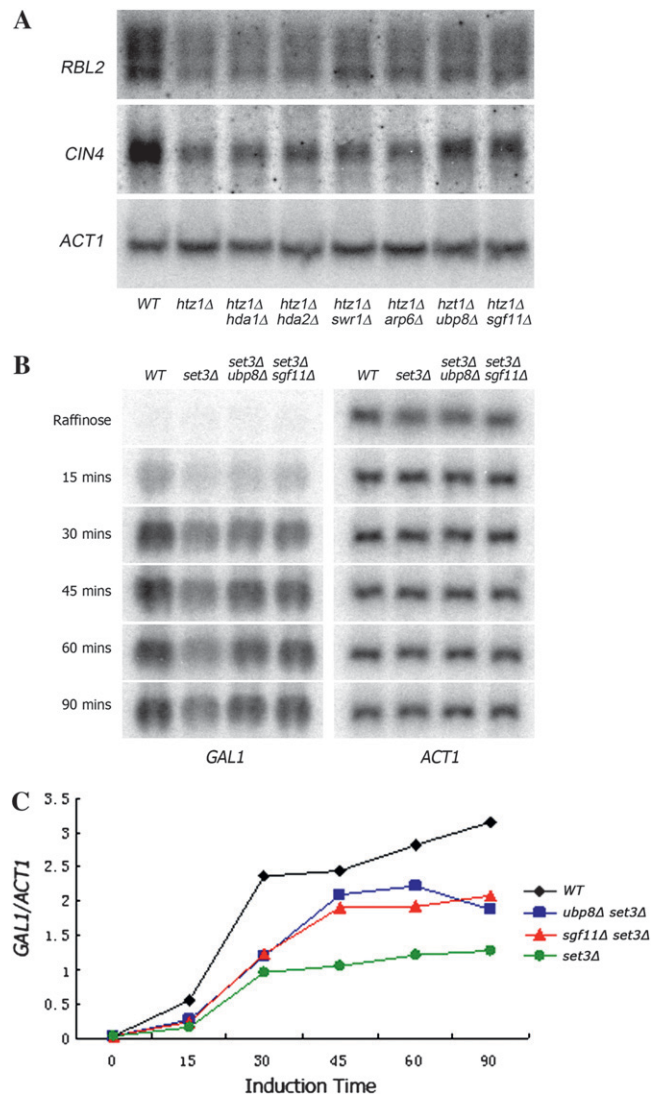 A
RBL2
CIN4
ACT1
WT htz1Δ htz1Δ htz1Δ htz1Δ htz1Δ hzt1Δ htz1Δ
hda1Δ hda2Δ swr1Δ arp6Δ ubp8Δ sgf11Δ
B
set3Δ set3Δ set3Δ set3Δ
WT set3Δ ubp8Δ sgf11Δ WT set3Δ ubp8Δ sgf11Δ
Raffinose
15 mins
30 mins
45 mins
60 mins
90 mins
GAL1 ACT1
C
3.5
3
2.5
2
1.5
1
0.5
0
GAL1/ACT1
0 15 30 45 60 90
Induction Time
WT
ubp8Δ set3Δ
sgf11Δ set3Δ
set3Δ